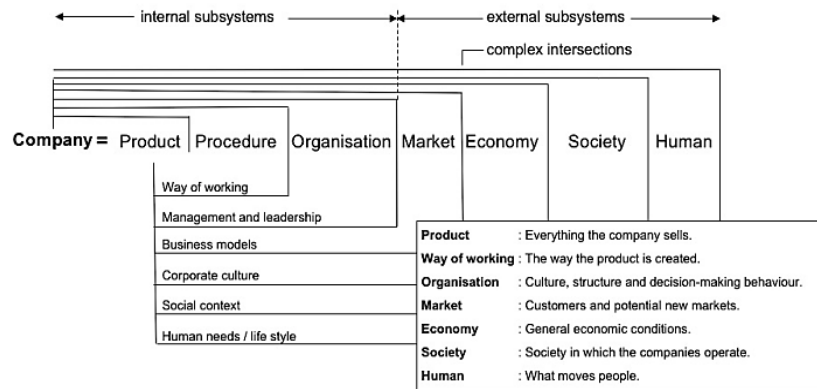 internal subsystems external subsystems
complex intersections
Company = Product Procedure Organisation Market Economy Society Human
Way of working
Management and leadership
Business models
Corporate culture
Social context
Human needs / life style
Product : Everything the company sells.
Way of working : The way the product is created.
Organisation : Culture, structure and decision-making behaviour.
Market : Customers and potential new markets.
Economy : General economic conditions.
Society : Society in which the companies operate.
Human : What moves people.